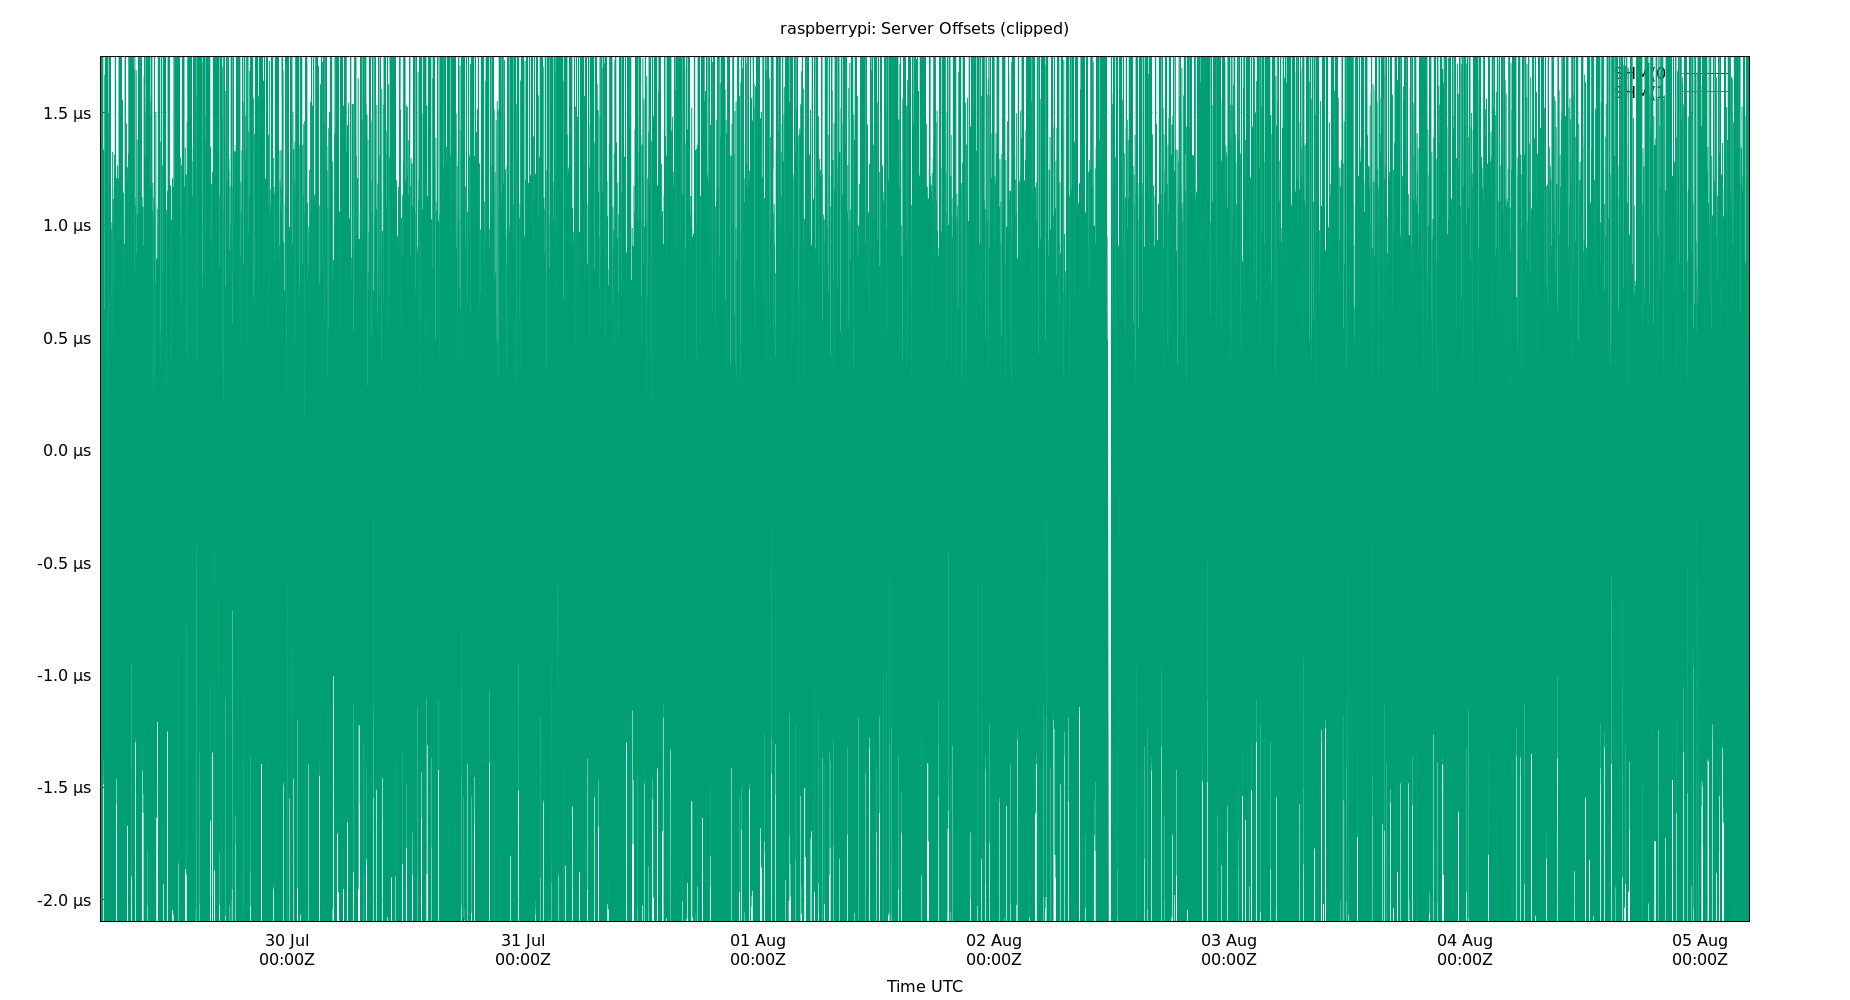 raspberrypi: Server Offsets (clipped)
1.5 µs
1.0 µs
0.5 µs
0.0 µs
-0.5 µs
-1.0 µs
-1.5 µs
-2.0 µs
30 Jul 31 Jul 01 Aug 02 Aug 03 Aug 04 Aug 05 Aug
00:00Z 00:00Z 00:00Z 00:00Z 00:00Z 00:00Z 00:00Z
Time UTC